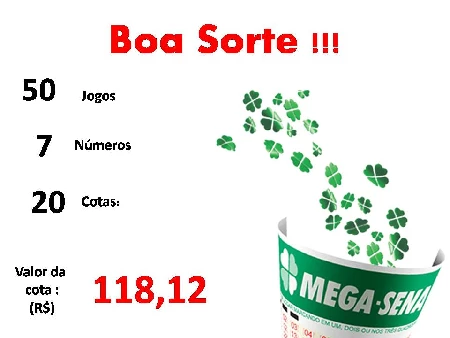 Boa Sorte !!!
50 Jogos
7 Números
20 Cotas:
Valor da
cota :
(R$)
118,12
MEGA-SENA